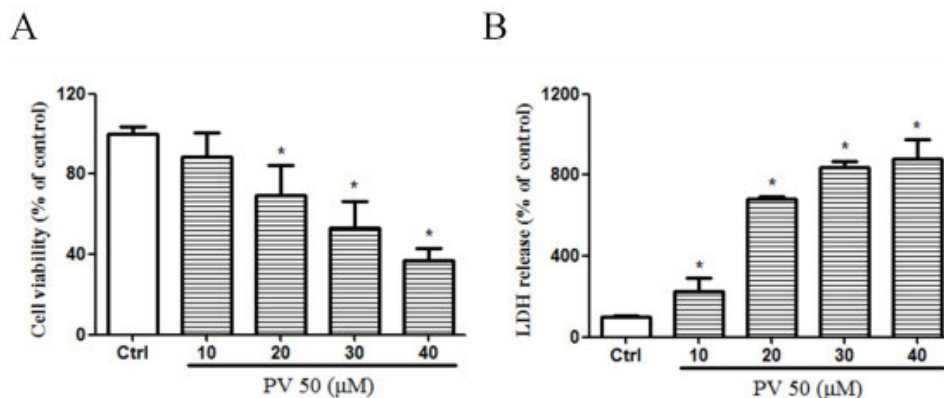 A
Cell viability (% of control)
120
80
40
0
*
*
*
Ctrl 10 20 30 40
PV 50 (µM)
B
LDH release (% of control)
1200
800
400
0
*
*
*
*
Ctrl 10 20 30 40
PV 50 (µM)